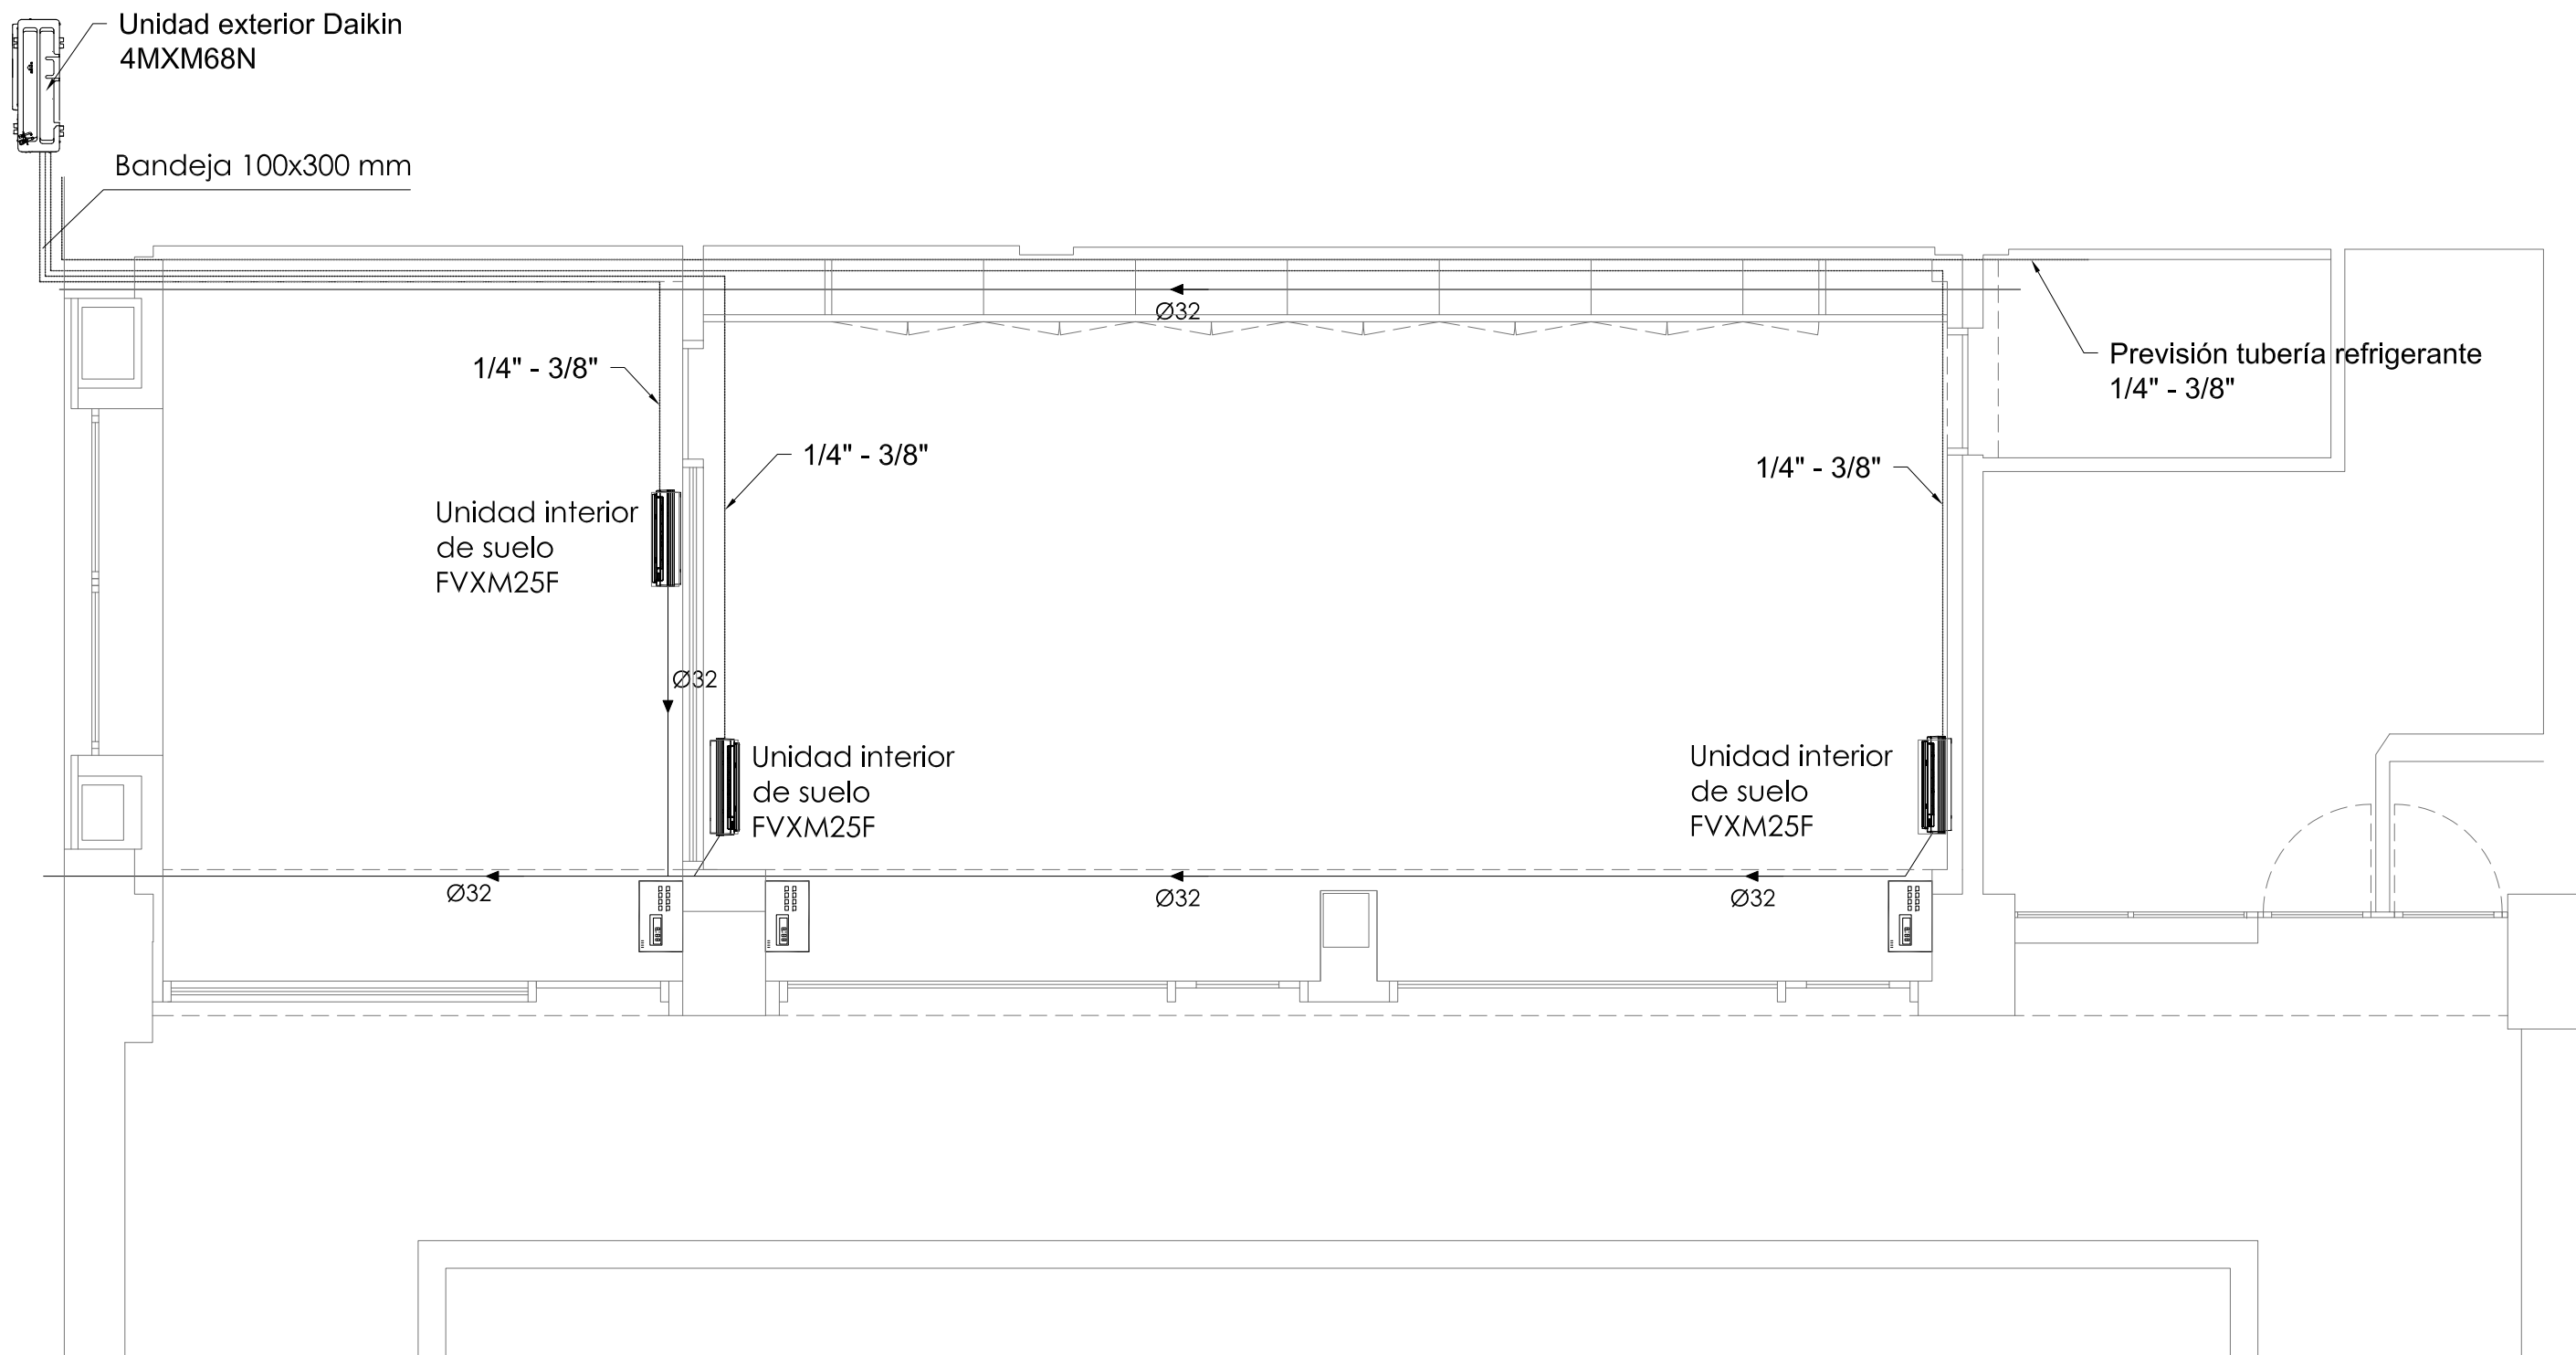 Unidad exterior Daikin
4MXM68N
Bandeja 100x300 mm
Ø32
1/4" - 3/8"
Previsión tubería refrigerante
1/4" - 3/8"
1/4" - 3/8"
1/4" - 3/8"
Unidad interior
de suelo
FVXM25F
Ø32
Unidad interior
de suelo
FVXM25F
Unidad interior
de suelo
FVXM25F
Ø32
Ø32
Ø32